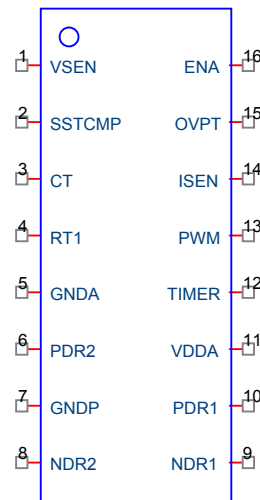 1 VSEN ENA 16
2 SSTCMP OVPT 15
3 CT ISEN 14
4 RT1 PWM 13
5 GNDA TIMER 12
6 PDR2 VDDA 11
7 GNDP PDR1 10
8 NDR2 NDR1 9